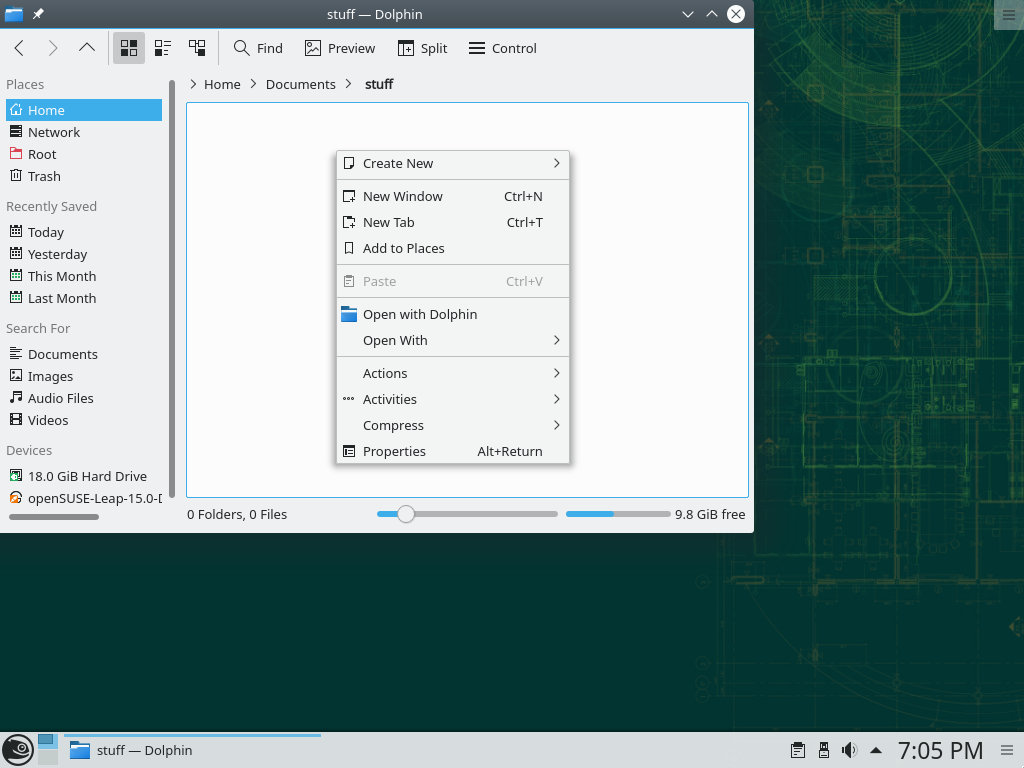 stuff — Dolphin
Find
Preview
Split
Control
Places
Home
Network
Root
Trash
Recently Saved
Today
Yesterday
This Month
Last Month
Search For
Documents
Images
Audio Files
Videos
Devices
18.0 GiB Hard Drive
openSUSE-Leap-15.0-
Home
Documents
stuff
Create New
New Window Ctrl+N
New Tab Ctrl+T
Add to Places
Paste Ctrl+V
Open with Dolphin
Open With
Actions
Activities
Compress
Properties Alt+Return
0 Folders, 0 Files
9.8 GiB free
stuff — Dolphin
7:05 PM